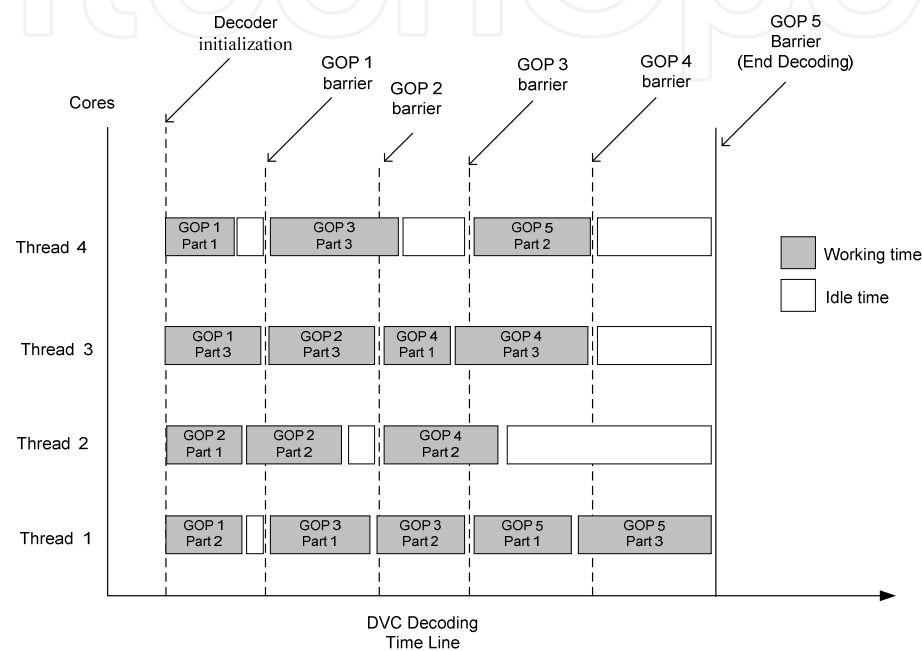 Decoder
initialization
GOP 1
barrier
GOP 2
barrier
GOP 3
barrier
GOP 4
barrier
GOP 5
Barrier
(End Decoding)
Cores
Thread 4
GOP 1
Part 1
GOP 3
Part 3
GOP 5
Part 2
Working time
Idle time
Thread 3
GOP 1
Part 3
GOP 2
Part 3
GOP 4
Part 1
GOP 4
Part 3
Thread 2
GOP 2
Part 1
GOP 2
Part 2
GOP 4
Part 2
Thread 1
GOP 1
Part 2
GOP 3
Part 1
GOP 3
Part 2
GOP 5
Part 1
GOP 5
Part 3
DVC Decoding
Time Line